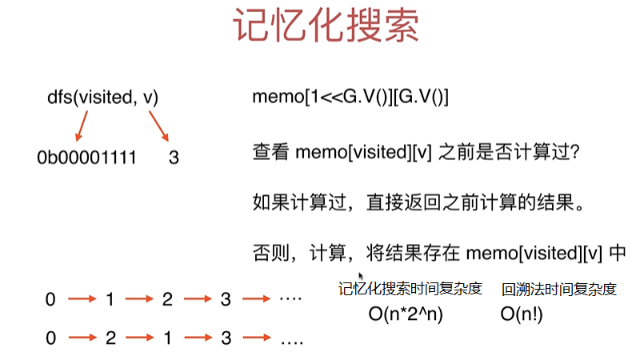 记忆化搜索
dfs(visited, v)
memo[1<<G.V()][G.V()]
0b00001111 3
查看 memo[visited][v] 之前是否计算过?
如果计算过，直接返回之前计算的结果。
否则，计算，将结果存在 memo[visited][v] 中
记忆化搜索时间复杂度 回溯法时间复杂度
O(n*2^n) O(n!)
0 → 1 → 2 → 3 → ....
0 → 2 → 1 → 3 → ....